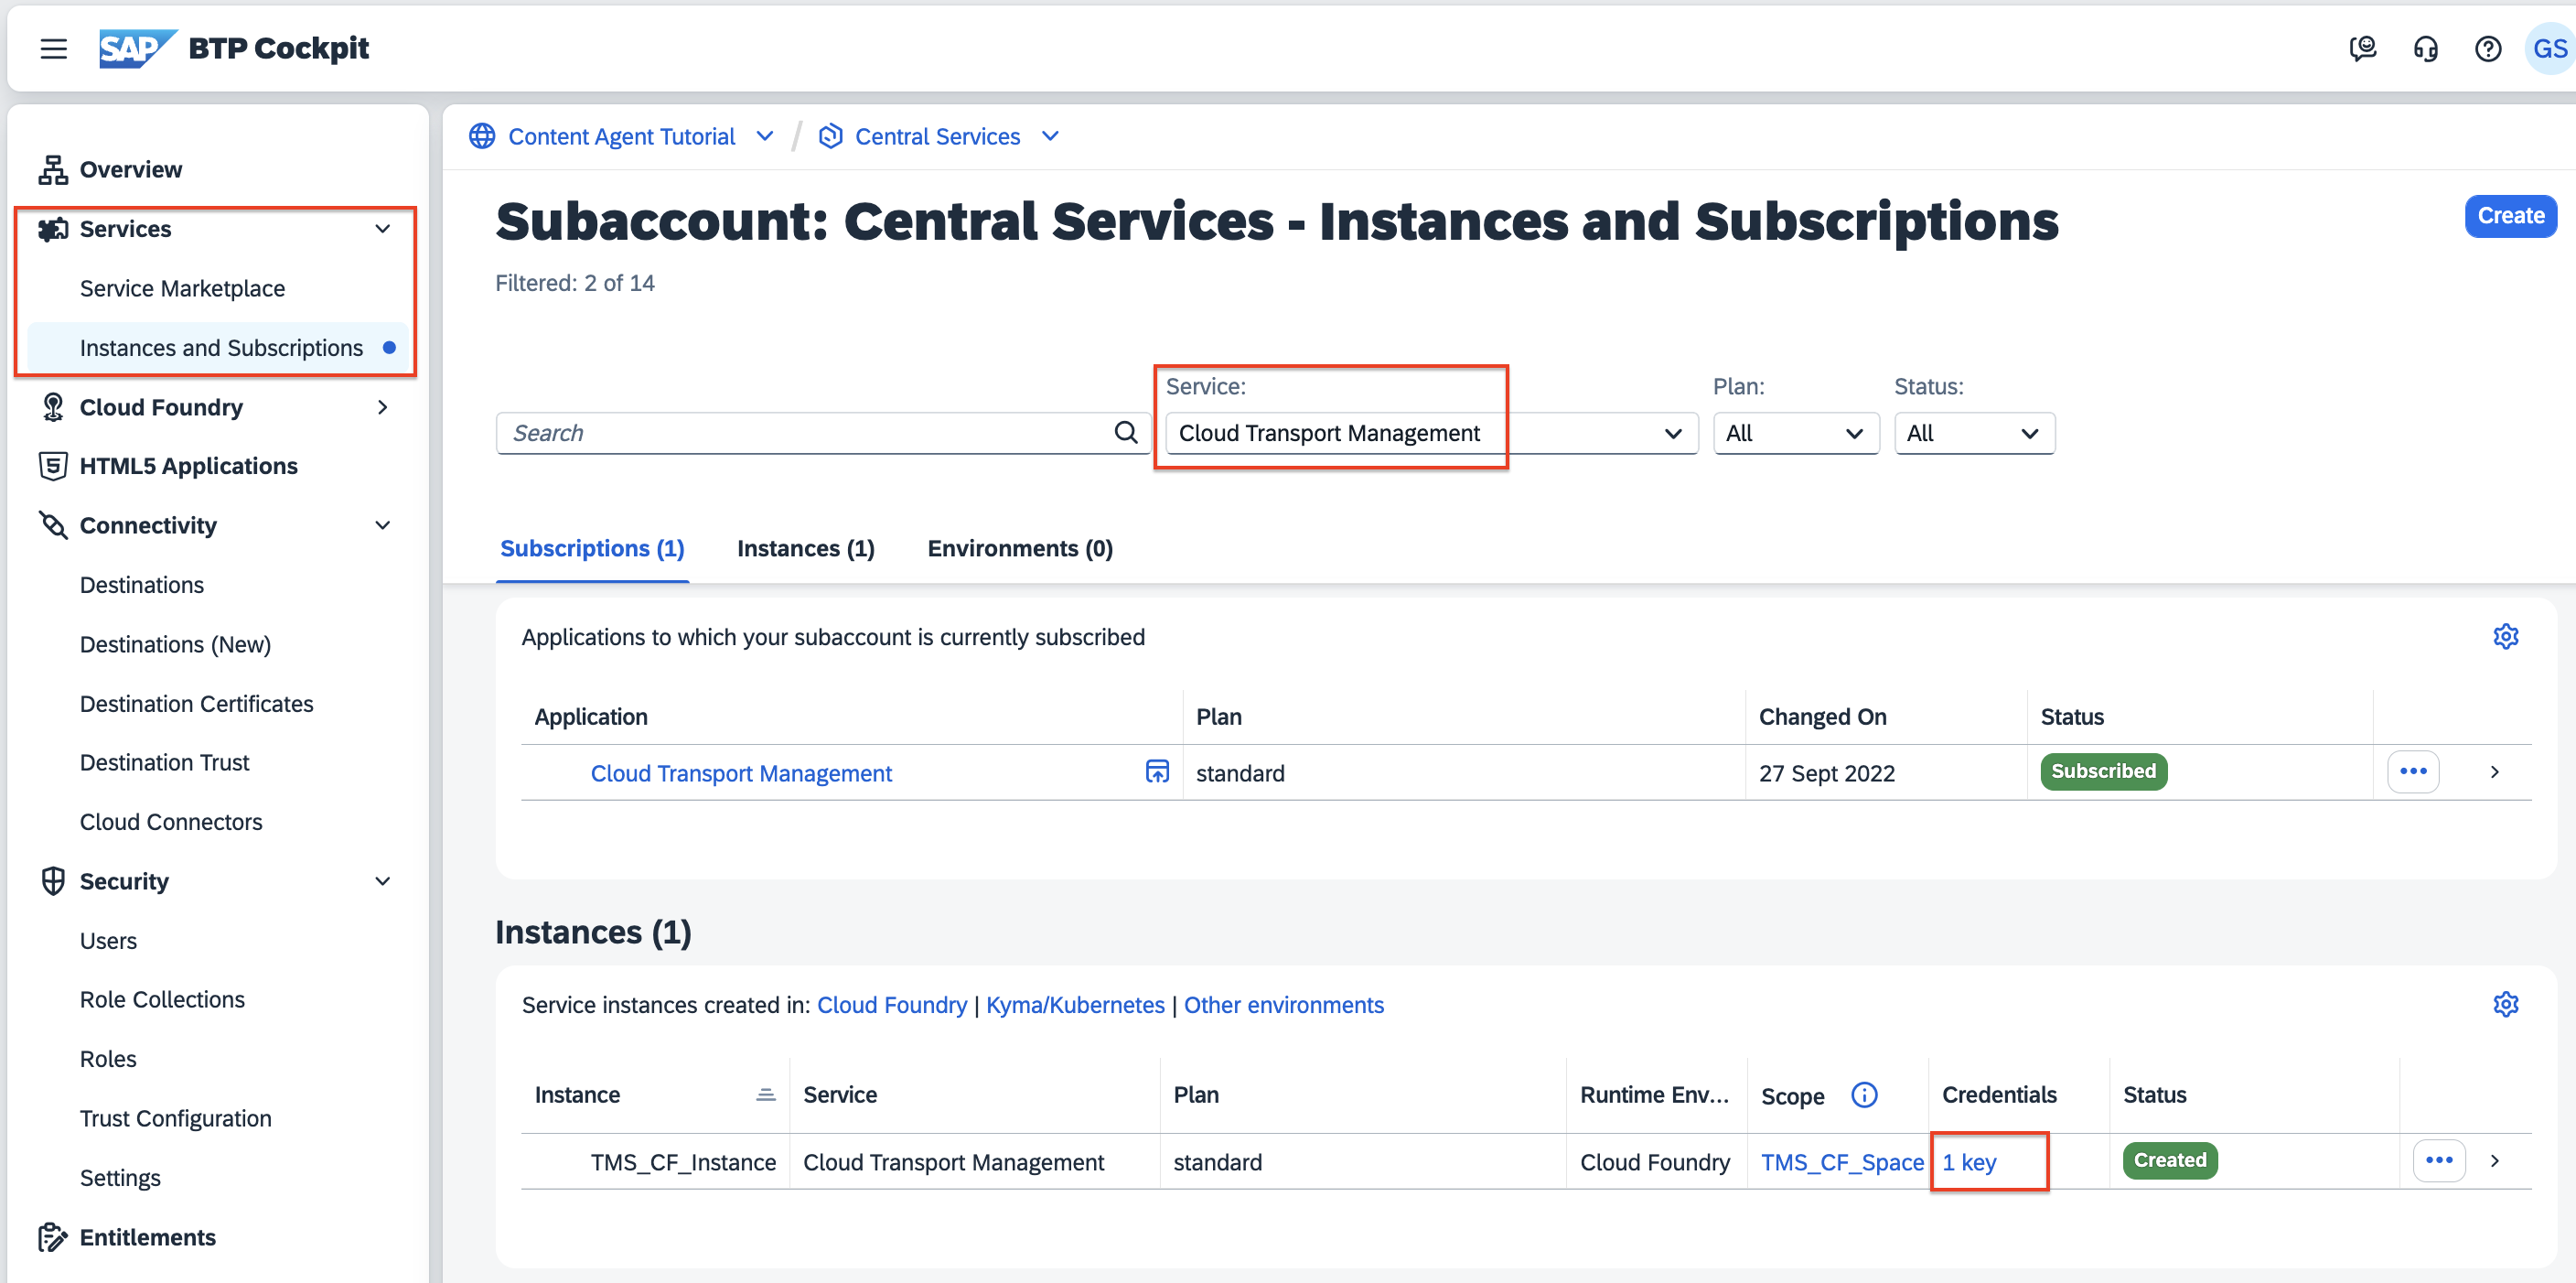 SAP BTP Cockpit
GS
Overview
Services
Service Marketplace
Instances and Subscriptions
Cloud Foundry
HTML5 Applications
Connectivity
Destinations
Destinations (New)
Destination Certificates
Destination Trust
Cloud Connectors
Security
Users
Role Collections
Roles
Trust Configuration
Settings
Entitlements
Content Agent Tutorial / Central Services
Subaccount: Central Services - Instances and Subscriptions
Create
Filtered: 2 of 14
Service: Plan: Status:
Search Cloud Transport Management All All
Subscriptions (1) Instances (1) Environments (0)
Applications to which your subaccount is currently subscribed
Application Plan Changed On Status
Cloud Transport Management standard 27 Sept 2022 Subscribed
Instances (1)
Service instances created in: Cloud Foundry | Kyma/Kubernetes | Other environments
Instance Service Plan Runtime Env... Scope Credentials Status
TMS_CF_Instance Cloud Transport Management standard Cloud Foundry TMS_CF_Space 1 key Created